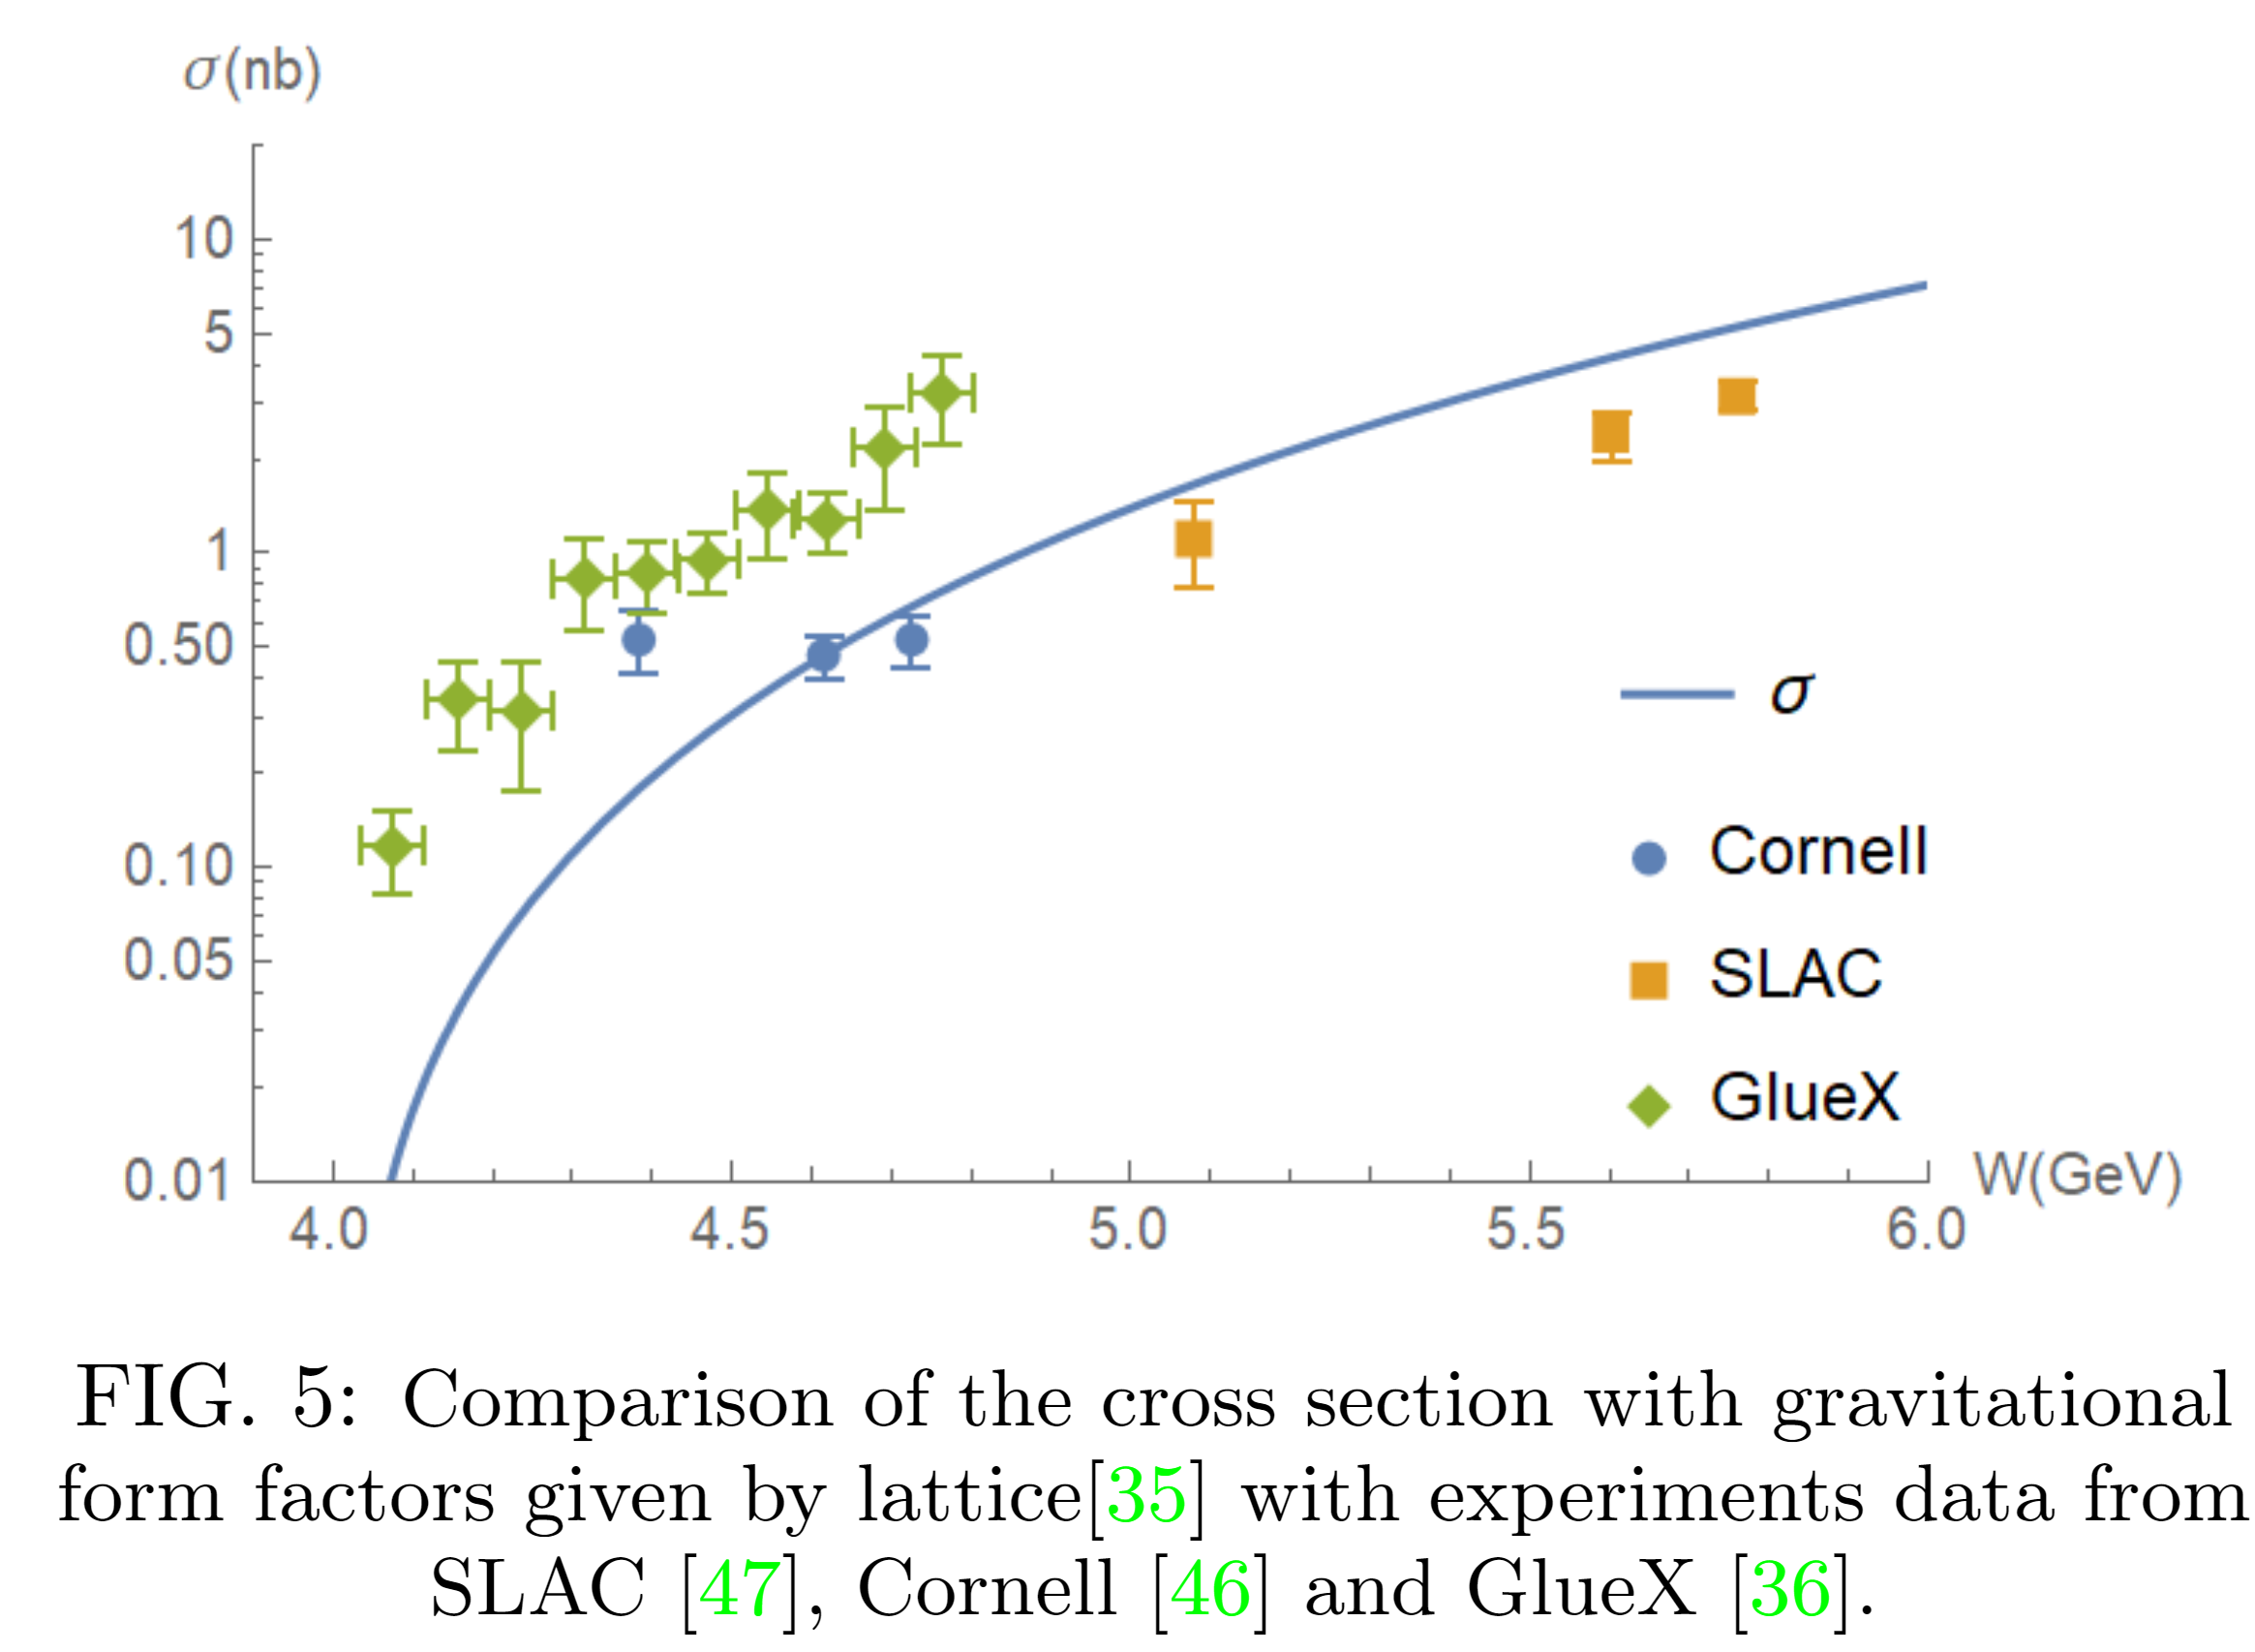 σ(nb)
10
5
1
0.50
0.10
0.05
0.01
4.0 4.5 5.0 5.5 6.0
W(GeV)
σ
Cornell
SLAC
GlueX
FIG. 5: Comparison of the cross section with gravitational
form factors given by lattice[35] with experiments data from
SLAC [47], Cornell [46] and GlueX [36].